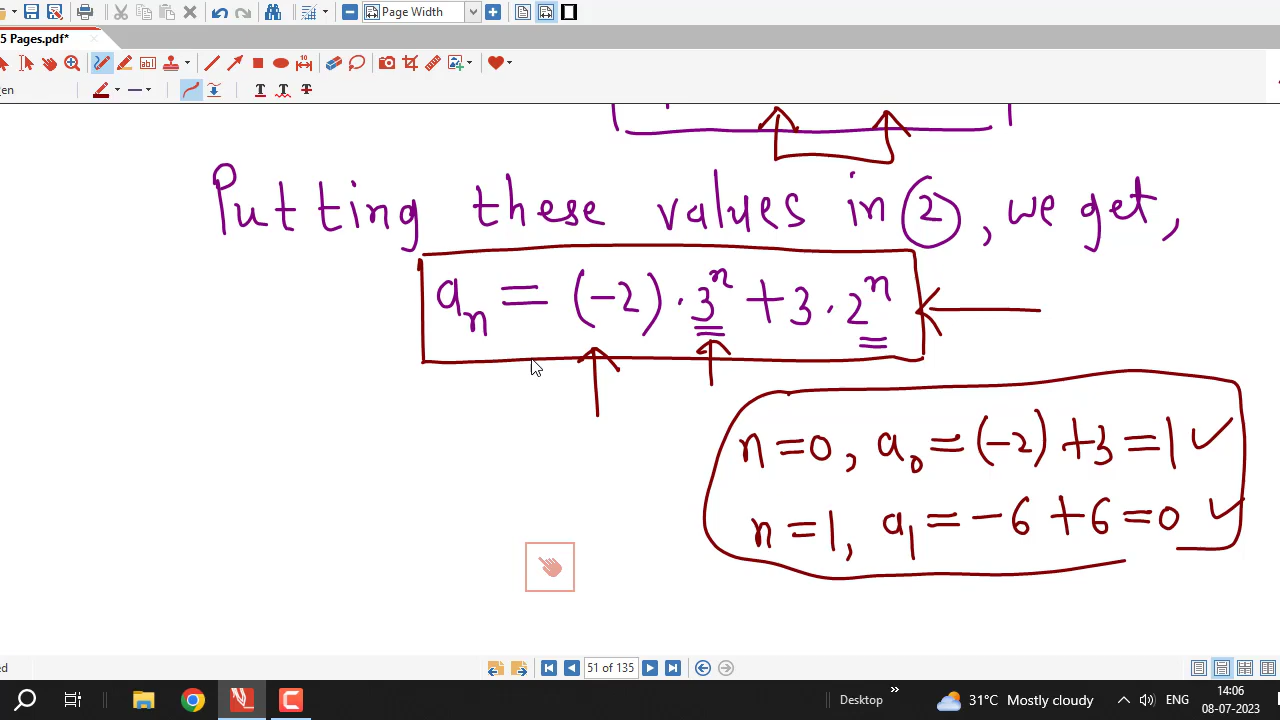 Page Width
5 Pages.pdf*
Putting these values in (2), we get,
aₙ = (-2) · 3ⁿ + 3 · 2ⁿ
n = 0, a₀ = (-2) + 3 = 1 ✓
n = 1, a₁ = -6 + 6 = 0 ✓
51 of 135
Desktop
»
31°C Mostly cloudy
ENG
14:06
08-07-2023